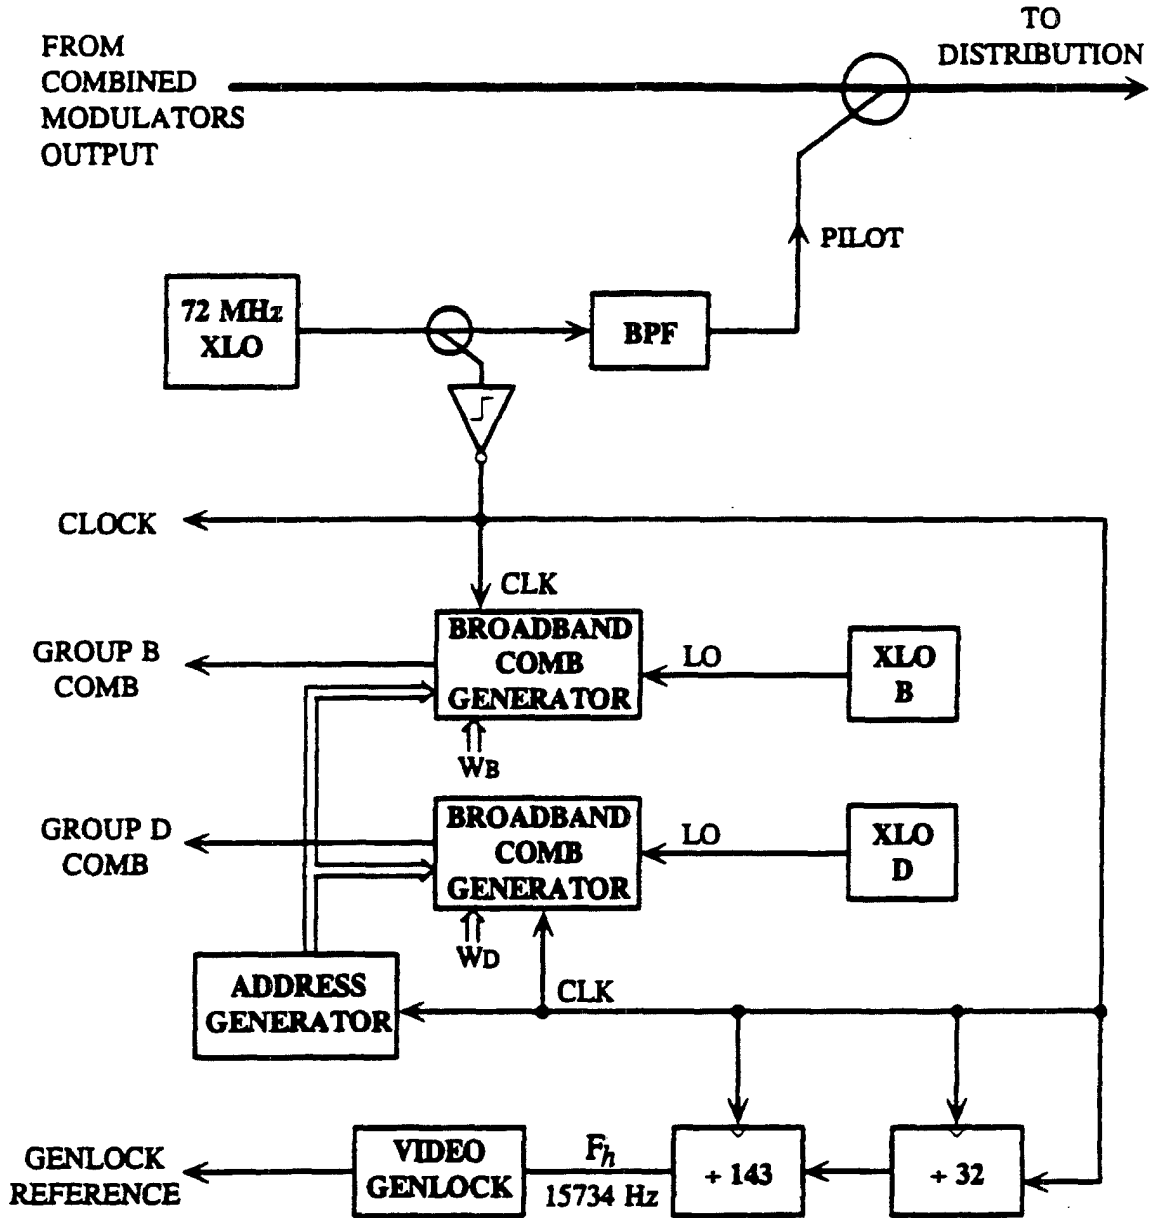 FROM
COMBINED
MODULATORS
OUTPUT
TO
DISTRIBUTION
PILOT
72 MHz
XLO
BPF
CLOCK
CLK
BROADBAND
COMB
GENERATOR
GROUP B
COMB
LO
XLO
B
WB
BROADBAND
COMB
GENERATOR
GROUP D
COMB
LO
XLO
D
WD
ADDRESS
GENERATOR
CLK
GENLOCK
REFERENCE
VIDEO
GENLOCK
Fh
15734 Hz
÷ 143
÷ 32